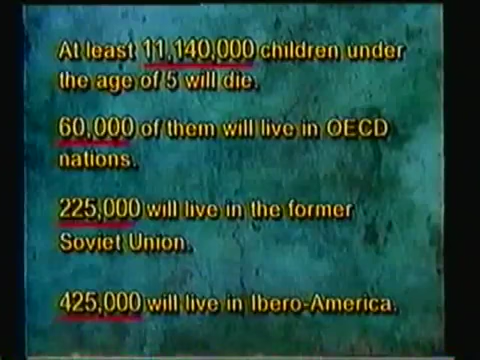 At least 11,140,000 children under
the age of 5 will die.
60,000 of them will live in OECD
nations.
225,000 will live in the former
Soviet Union.
425,000 will live in Ibero-America.